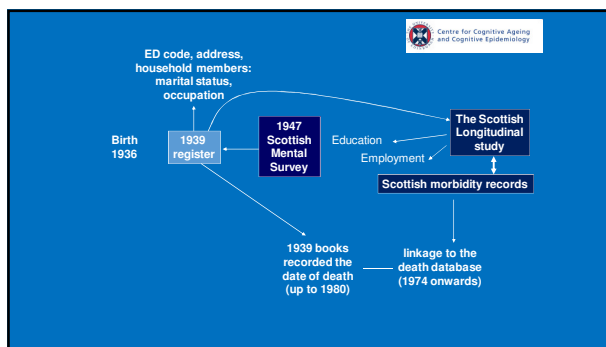 Centre for Cognitive Ageing
and Cognitive Epidemiology
ED code, address,
household members:
marital status,
occupation
Birth
1936
1939
register
1947
Scottish
Mental
Survey
Education
Employment
The Scottish
Longitudinal
study
Scottish morbidity records
1939 books
recorded the
date of death
(up to 1980)
linkage to the
death database
(1974 onwards)